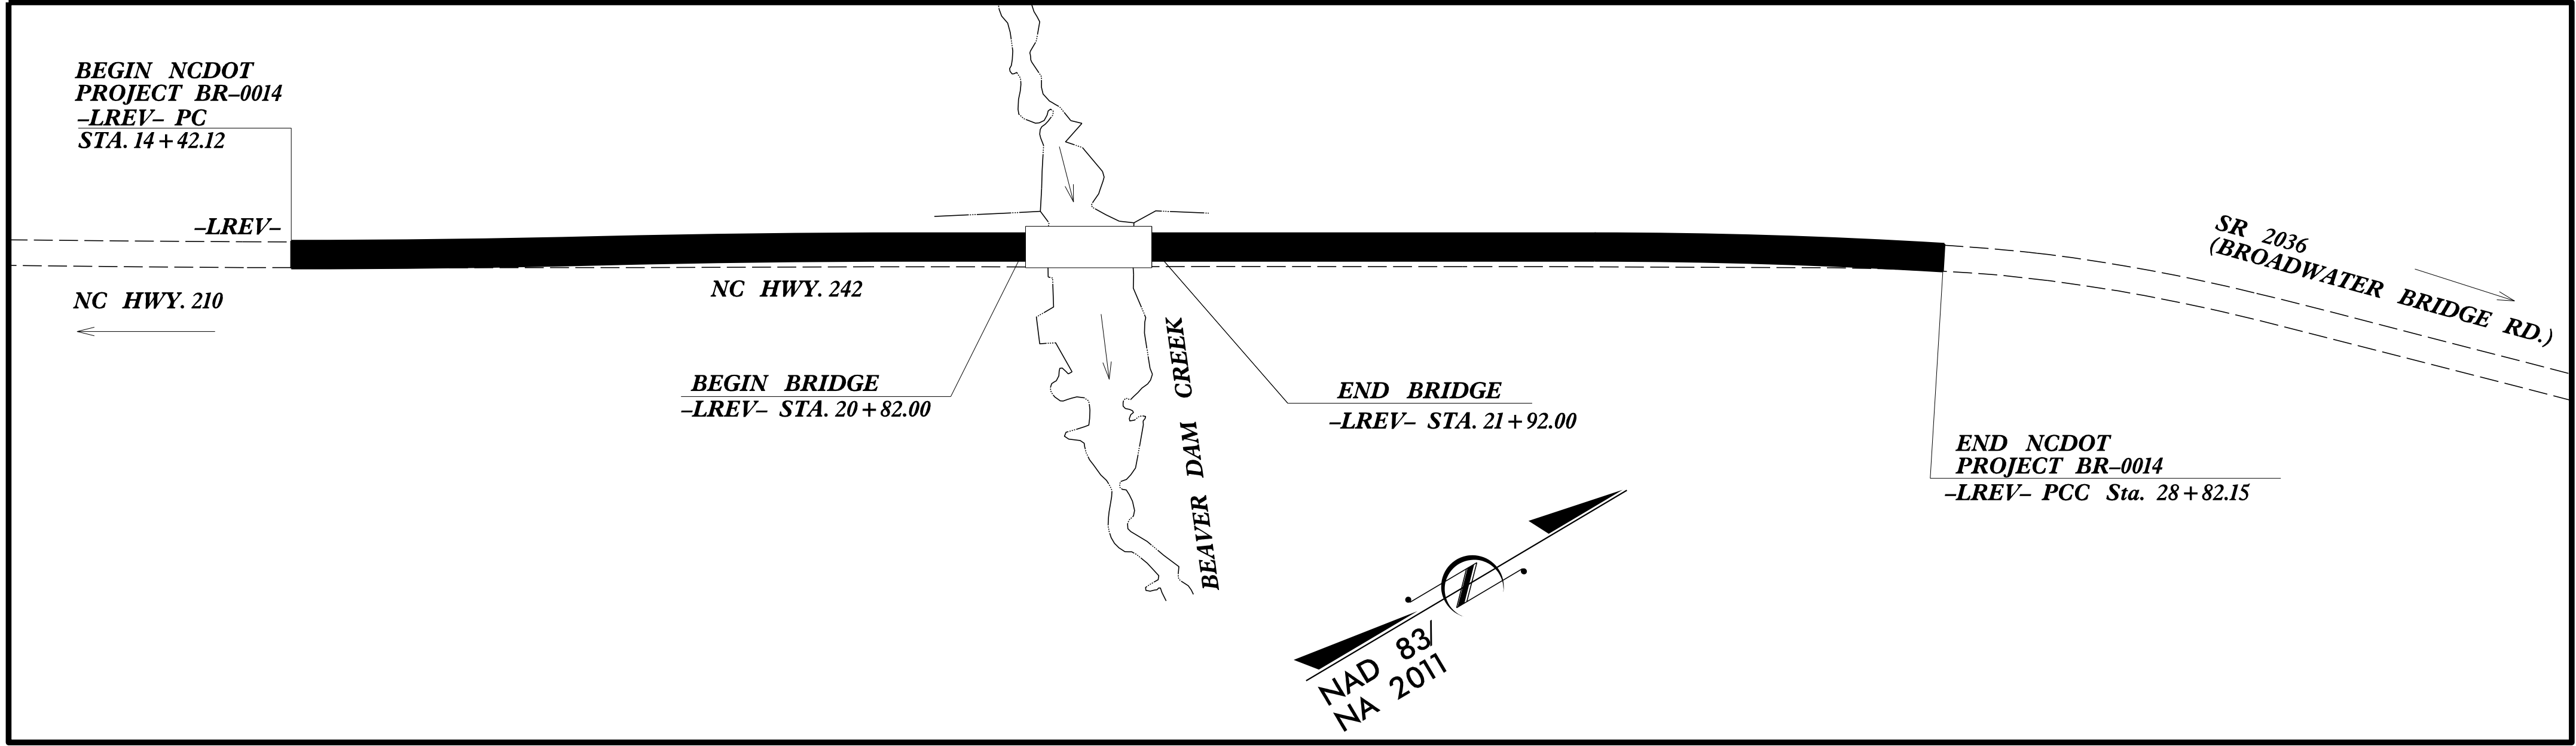 BEGIN NCDOT
PROJECT BR–0014
–LREV– PC
STA. 14+42.12
–LREV–
NC HWY. 210
NC HWY. 242
BEGIN BRIDGE
–LREV– STA. 20+82.00
BEAVER DAM CREEK
END BRIDGE
–LREV– STA. 21+92.00
SR 2036
(BROADWATER BRIDGE RD.)
END NCDOT
PROJECT BR–0014
–LREV– PCC Sta. 28+82.15
NAD 83/
NA 2011